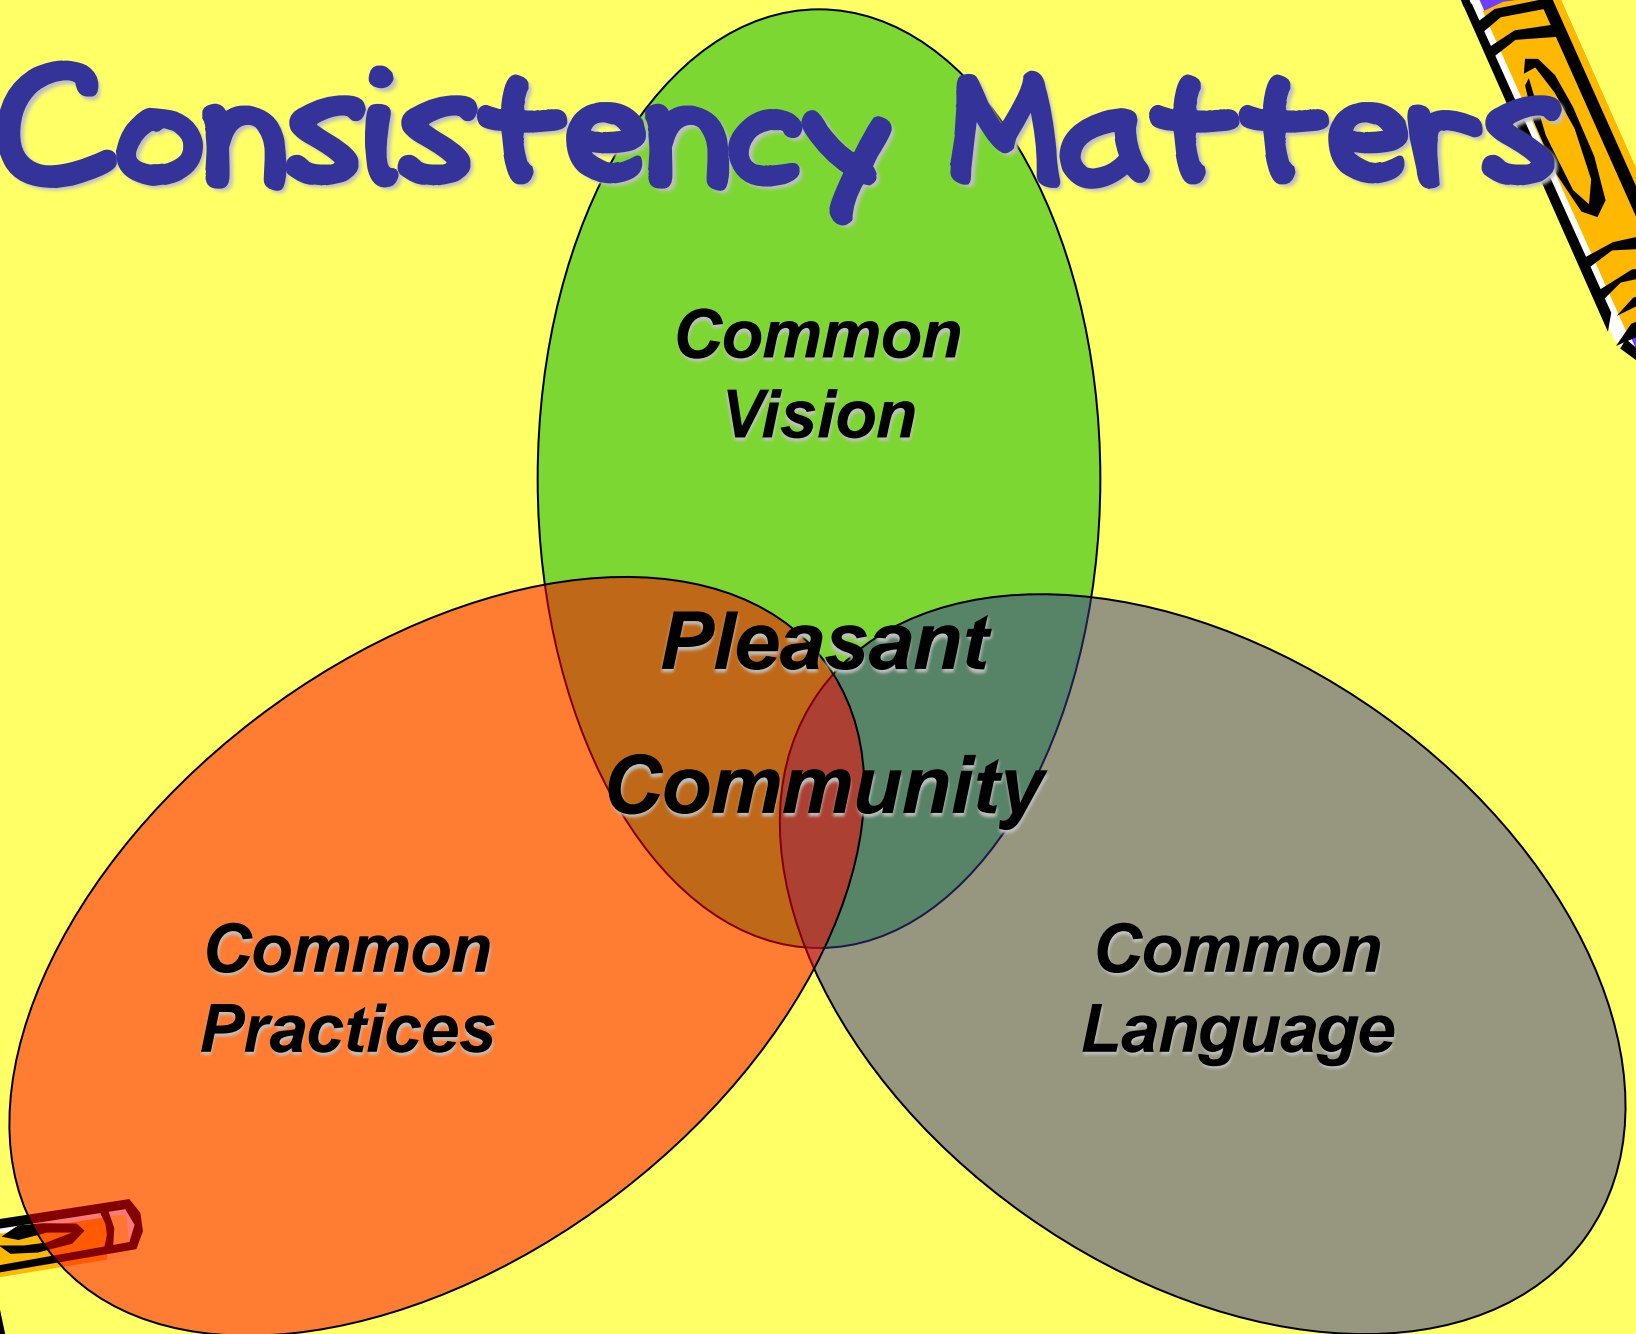 Consistency Matters
Common
Vision
Pleasant
Community
Common
Practices
Common
Language